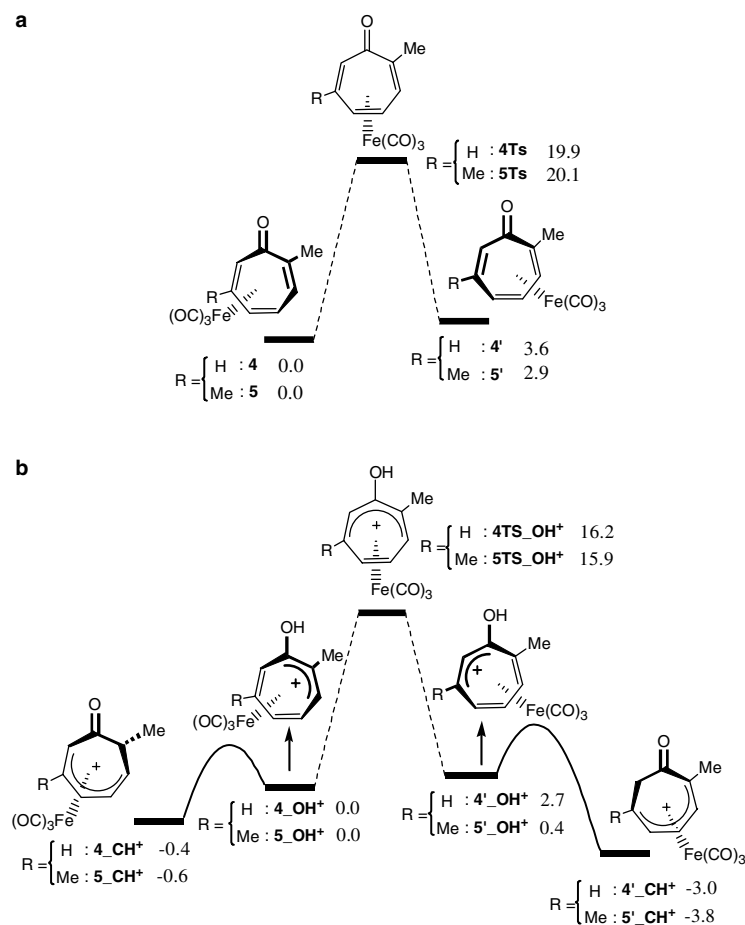 a
O
Me
R
Fe(CO)3
R = H : 4Ts 19.9
Me : 5Ts 20.1
O
Me
R
(OC)3Fe
R = H : 4 0.0
Me : 5 0.0
O
Me
R
Fe(CO)3
R = H : 4' 3.6
Me : 5' 2.9
b
OH
Me
+
R
Fe(CO)3
R = H : 4TS_OH+ 16.2
Me : 5TS_OH+ 15.9
OH
Me
+
R
(OC)3Fe
OH
Me
+
R
Fe(CO)3
O
Me
+
R
(OC)3Fe
R = H : 4_CH+ -0.4
Me : 5_CH+ -0.6
R = H : 4_OH+ 0.0
Me : 5_OH+ 0.0
R = H : 4'_OH+ 2.7
Me : 5'_OH+ 0.4
O
Me
+
R
Fe(CO)3
R = H : 4'_CH+ -3.0
Me : 5'_CH+ -3.8